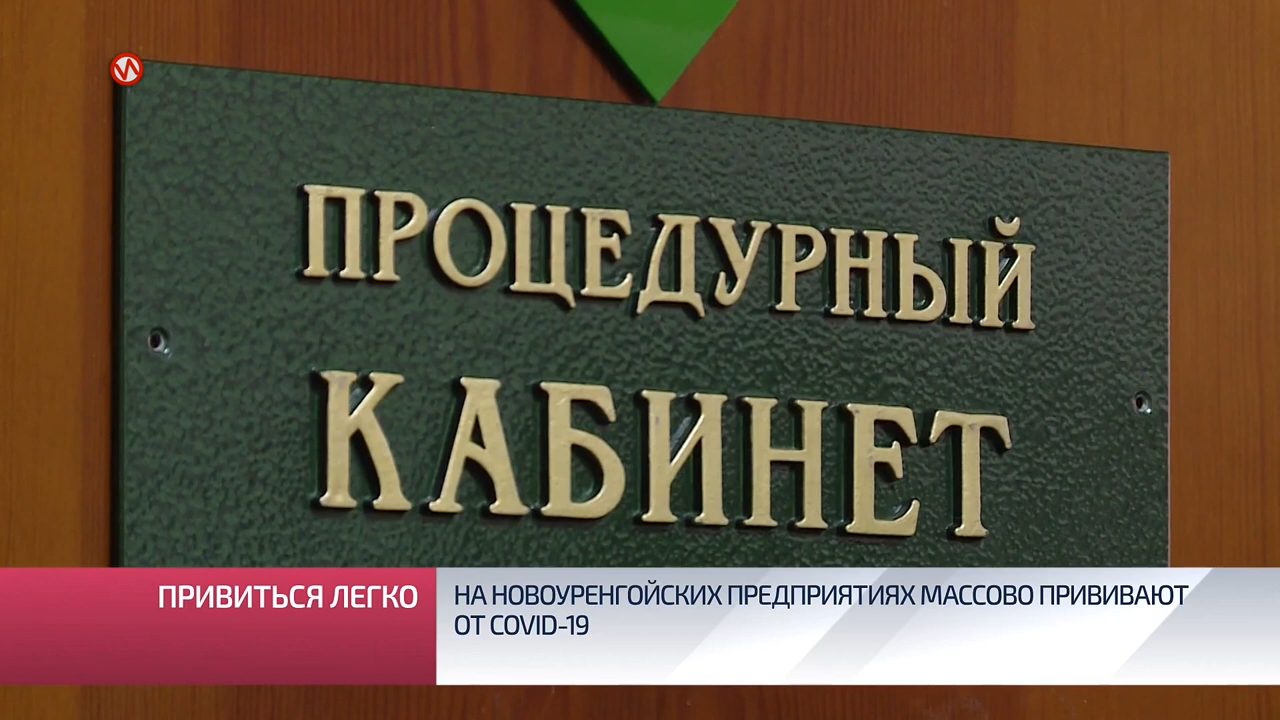 ПРОЦЕДУРНЫЙ
КАБИНЕТ
ПРИВИТЬСЯ ЛЕГКО
НА НОВОУРЕНГОЙСКИХ ПРЕДПРИЯТИЯХ МАССОВО ПРИВИВАЮТ
ОТ COVID-19